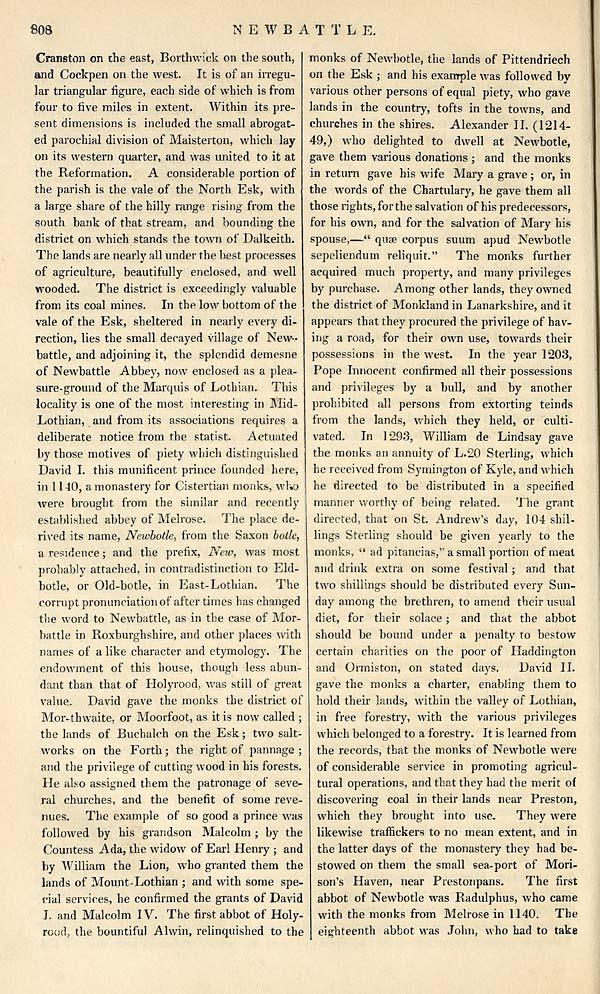 808
NEWBATTLE.
Cranston on the east, Borthwick on the south,
and Cockpen on the west. It is of an irregu-
lar triangular figure, each side of which is from
four to five miles in extent. Within its pre-
sent dimensions is included the small abrogat-
ed parochial division of Maisterton, which lay
on its western quarter, and was united to it at
the Reformation. A considerable portion of
the parish is the vale of the North Esk, with
a large share of the hilly range rising from the
south bank of that stream, and bounding the
district on which stands the town of Dalkeith.
The lands are nearly all under the best processes
of agriculture, beautifully enclosed, and well
wooded. The district is exceedingly valuable
from its coal mines. In the low bottom of the
vale of the Esk, sheltered in nearly every di-
rection, lies the small decayed village of New-
battle, and adjoining it, the splendid demesne
of Newbattle Abbey, now enclosed as a plea-
sure-ground of the Marquis of Lothian. This
locality is one of the most interesting in Mid-
Lothian, and from its associations requires a
deliberate notice from the statist. Actuated
by those motives of piety which distinguished
David I. this munificent prince founded here,
in 1140, a monastery for Cistertian monks, who
were brought from the similar and recently
established abbey of Melrose. The place de-
rived its name, Newbotle, from the Saxon botle,
a residence; and the prefix, New, was most
probably attached, in contradistinction to Eld-
botle, or Old-botle, in East-Lothian. The
corrupt pronunciation of after times has changed
the word to Newbattle, as in the case of Mor-
battle in Roxburghshire, and other places with
names of a like character and etymology. The
endowment of this house, though less abun-
dant than that of Holyrood, was still of great
value. David gave the monks the district of
Mor-thwaite, or Moorfoot, as it is now called;
the lands of Buchalch on the Esk; two salt-
works on the Forth; the right of pannage;
and the privilege of cutting wood in his forests.
He also assigned them the patronage of seve-
ral churches, and the benefit of some reve-
nues. The example of so good a prince was
followed by his grandson Malcolm; by the
Countess Ada, the widow of Earl Henry; and
by William the Lion, who granted them the
lands of Mount-Lothian; and with some spe-
cial services, he confirmed the grants of David
I. and Malcolm IV. The first abbot of Holy-
rood, the bountiful Alwin, relinquished to the
monks of Newbotle, the lands of Pittendriech
on the Esk; and his example was followed by
various other persons of equal piety, who gave
lands in the country, tofts in the towns, and
churches in the shires. Alexander II. (1214-
49,) who delighted to dwell at Newbotle,
gave them various donations; and the monks
in return gave his wife Mary a grave; or, in
the words of the Chartulary, he gave them all
those rights, for the salvation of his predecessors,
for his own, and for the salvation of Mary his
spouse,—“ quæ corpus suum apud Newbotle
sepeliendum reliquit.” The monks further
acquired much property, and many privileges
by purchase. Among other lands, they owned
the district of Monkland in Lanarkshire, and it
appears that they procured the privilege of hav-
ing a road, for their own use, towards their
possessions in the west. In the year 1203,
Pope Innocent confirmed all their possessions
and privileges by a bull, and by another
prohibited all persons from extorting teinds
from the lands, which they held, or culti-
vated. In 1293, William de Lindsay gave
the monks an annuity of L.20 Sterling, which
he received from Symington of Kyle, and which
he directed to be distributed in a specified
manner worthy of being related. The grant
directed, that on St. Andrew's day, 104 shil-
lings Sterling should be given yearly to the
monks, “ ad pitancias,” a small portion of meat
and drink extra on some festival; and that
two shillings should be distributed every Sun-
day among the brethren, to amend their usual
diet, for their solace; and that the abbot
should be bound under a penalty to bestow
certain charities on the poor of Haddington
and Ormiston, on stated days. David II.
gave the monks a charter, enabling them to
hold their lands, within the valley of Lothian,
in free forestry, with the various privileges
which belonged to a forestry. It is learned from
the records, that the monks of Newbotle were
of considerable service in promoting agricul-
tural operations, and that they had the merit of
discovering coal in their lands near Preston,
which they brought into use. They were
likewise traffickers to no mean extent, and in
the latter days of the monastery they had be-
stowed on them the small sea-port of Mori-
son's Haven, near Prestonpans. The first
abbot of Newbotle was Radulphus, who came
with the monks from Melrose in 1140. The
eighteenth abbot was John, who had to take